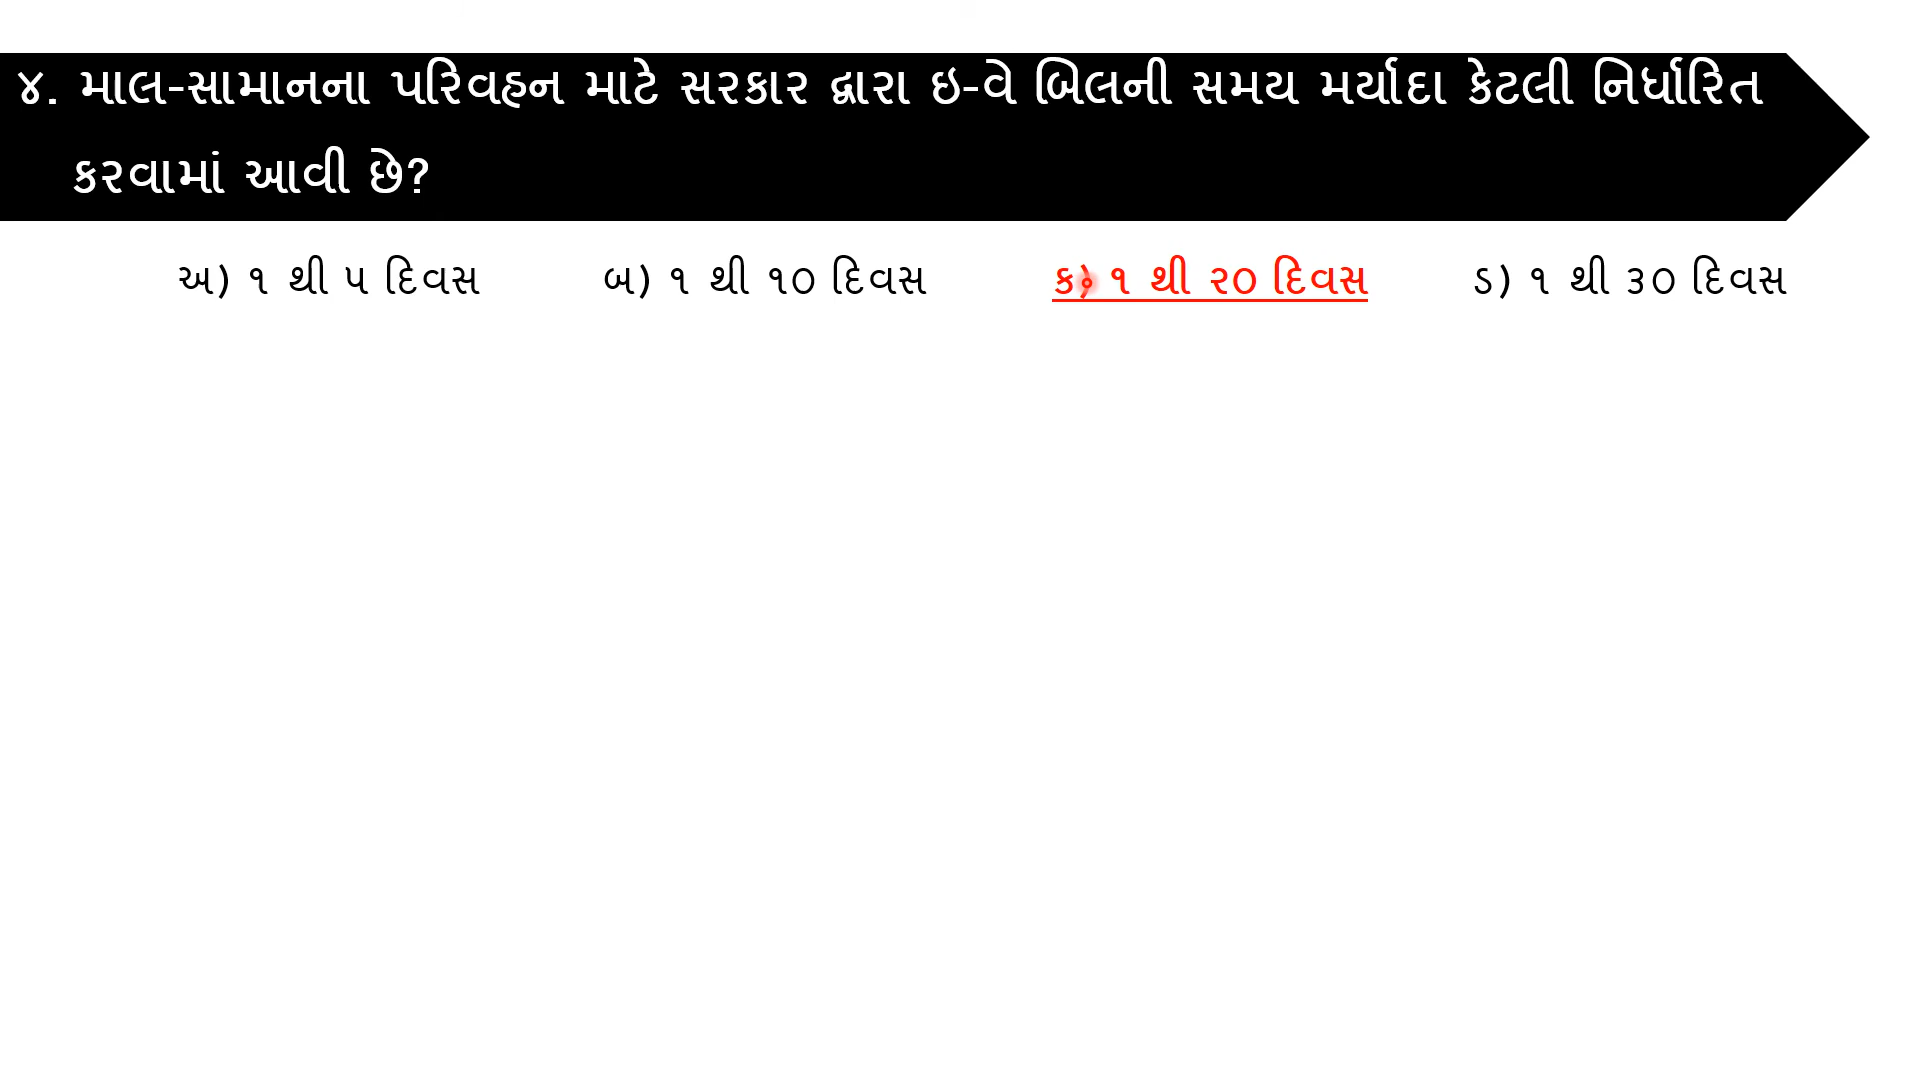 ૪. માલ-સામાનના પરિવહન માટે સરકાર દ્વારા ઇ-વે બિલની સમય મર્યાદા કેટલી નિર્ધારિત
કરવામાં આવી છે?
અ) ૧ થી ૫ દિવસ બ) ૧ થી ૧૦ દિવસ ક) ૧ થી ૨૦ દિવસ ડ) ૧ થી ૩૦ દિવસ